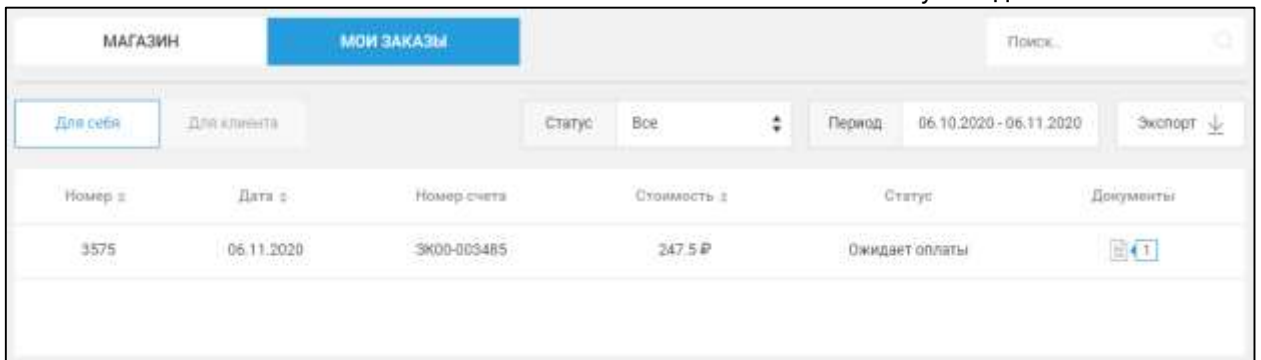 МАГАЗИН МОИ ЗАКАЗЫ Поиск..
Для себя Для клиента Статус Все Период 06.10.2020 - 06.11.2020 Экспорт
Номер Дата Номер счета Стоимость Статус Документы
3575 06.11.2020 ЭК00-003485 247.5 ₽ Ожидает оплаты 1